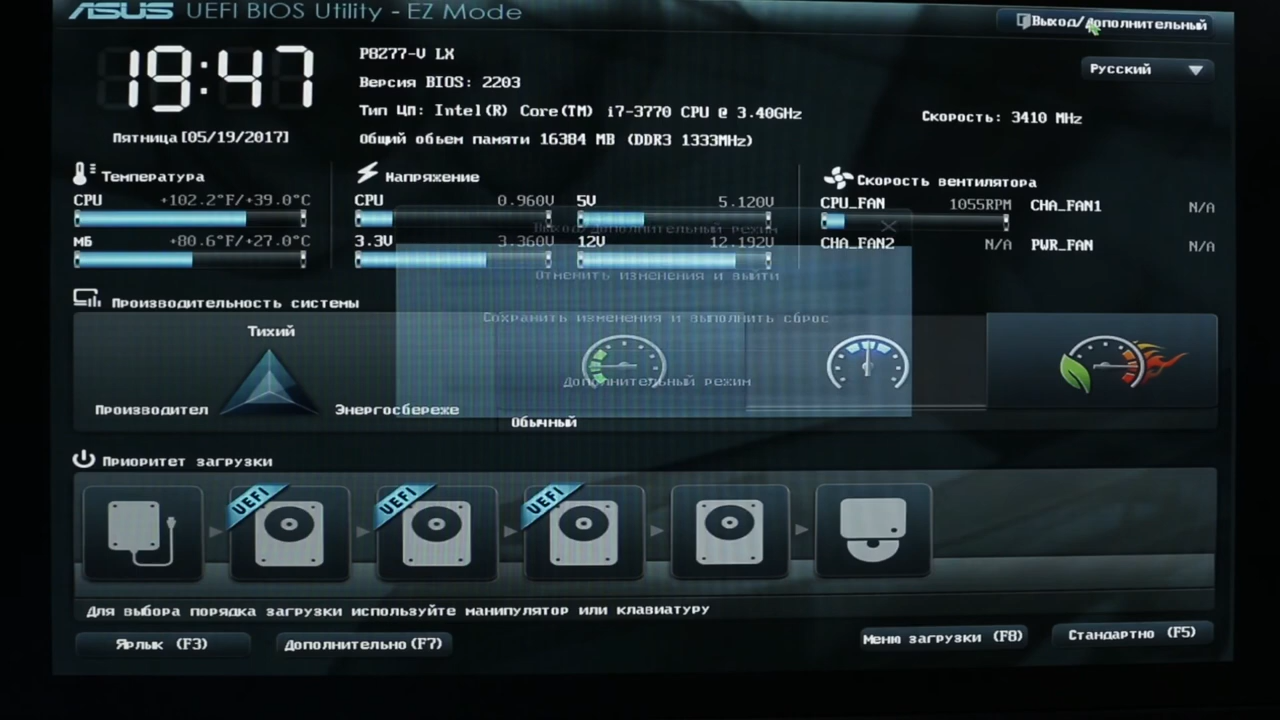 ASUS UEFI BIOS Utility - EZ Mode
Выход/Дополнительный
19:47
Пятница [05/19/2017]
P8Z77-V LX
Версия BIOS: 2203
Тип ЦП: Intel(R) Core(TM) i7-3770 CPU @ 3.40GHz
Общий объем памяти 16384 MB (DDR3 1333MHz)
Русский
Скорость: 3410 MHz
Температура
CPU +102.2°F/+39.0°C
МБ +80.6°F/+27.0°C
Напряжение
CPU 0.960V 5V 5.120V
3.3V 3.360V 12V 12.192V
Скорость вентилятора
CPU_FAN 1055RPM CHA_FAN1 N/A
CHA_FAN2 N/A PWR_FAN N/A
Выход/Дополнительный режим
Отменить изменения и выйти
Сохранить изменения и выполнить сброс
Дополнительный режим
Производительность системы
Тихий
Производител Энергосбереже
Обычный
Приоритет загрузки
UEFI UEFI UEFI
Для выбора порядка загрузки используйте манипулятор или клавиатуру
Ярлык (F3) Дополнительно(F7) Меню загрузки (F8) Стандартно (F5)